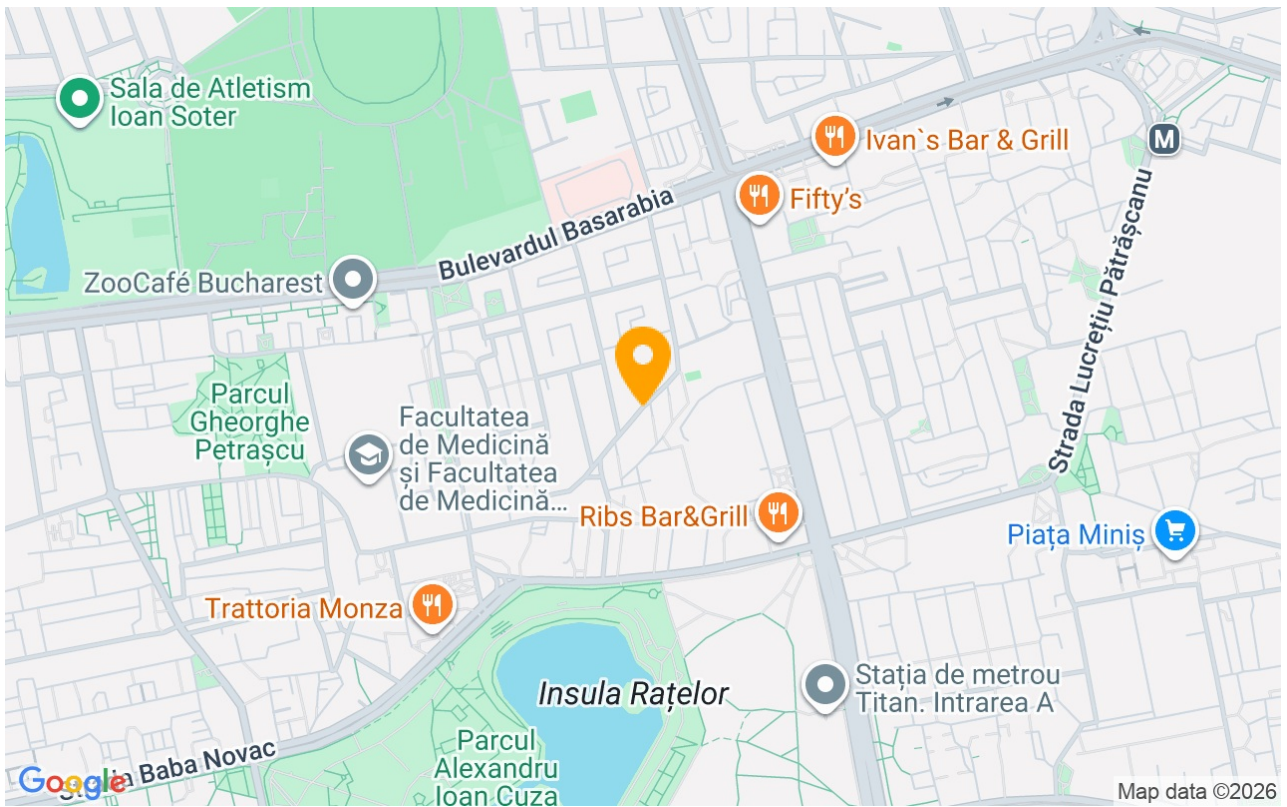 Sala de Atletism
Ioan Soter
Ivan`s Bar & Grill
M
Fifty's
Bulevardul Basarabia
ZooCafé Bucharest
Strada Lucrețiu Pătrășcanu
Parcul
Gheorghe
Petrașcu
Facultatea
de Medicină
și Facultatea
de Medicină...
Ribs Bar&Grill
Piața Miniș
Trattoria Monza
Insula Rațelor
Stația de metrou
Titan. Intrarea A
Parcul
Alexandru
Ioan Cuza
Baba Novac
Google
Map data ©2026